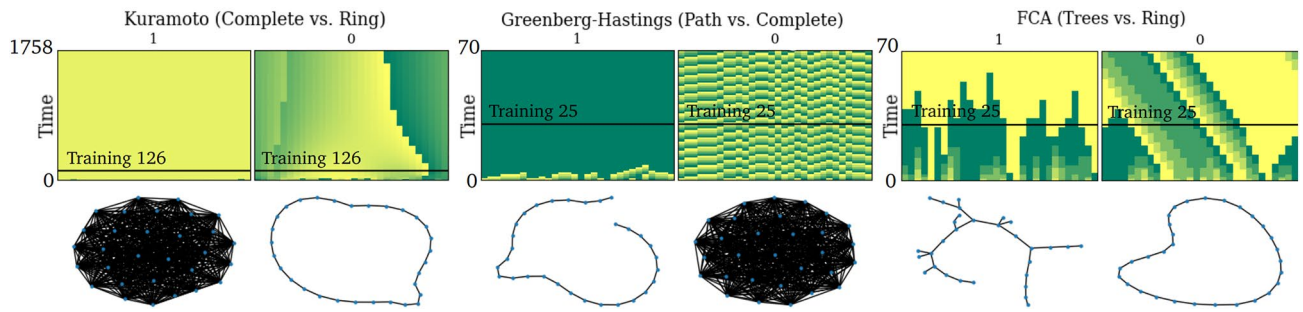 Kuramoto (Complete vs. Ring)
1 0
1758
Time
Training 126 Training 126
0
Greenberg-Hastings (Path vs. Complete)
1 0
70
Time
Training 25 Training 25
0
FCA (Trees vs. Ring)
1 0
70
Time
Training 25 Training 25
0